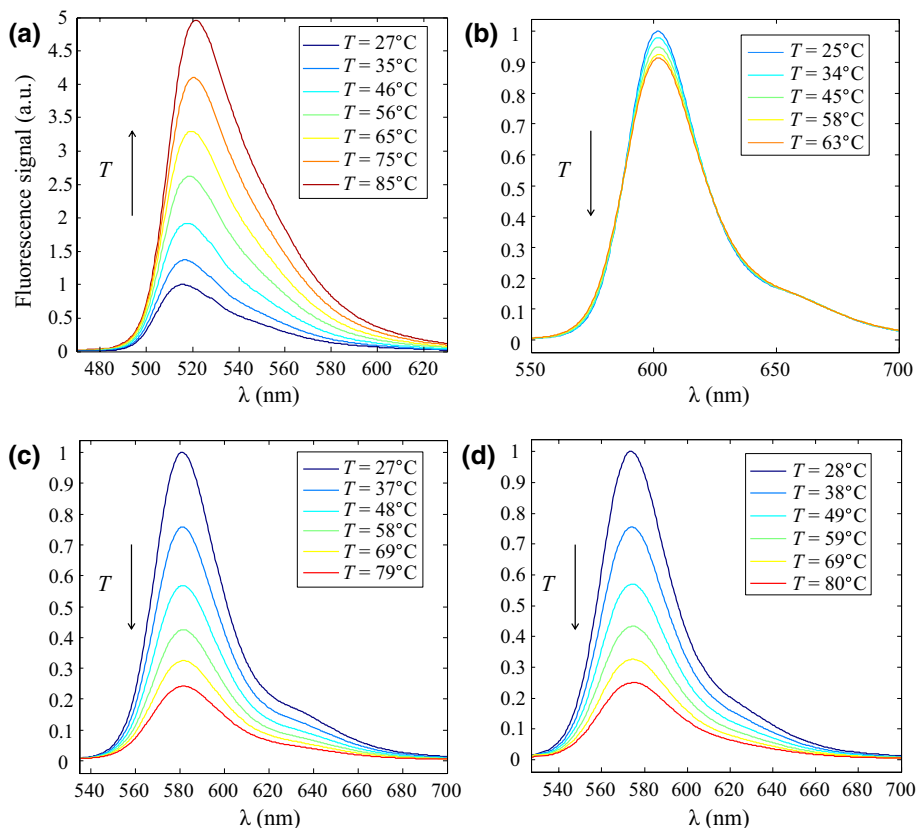 (a)
Fluorescence signal (a.u.)
5
4.5
4
3.5
3
2.5
2
1.5
1
0.5
0
T
T = 27°C
T = 35°C
T = 46°C
T = 56°C
T = 65°C
T = 75°C
T = 85°C
480 500 520 540 560 580 600 620
λ (nm)
(b)
1
0.9
0.8
0.7
0.6
0.5
0.4
0.3
0.2
0.1
0
T
T = 25°C
T = 34°C
T = 45°C
T = 58°C
T = 63°C
550 600 650 700
λ (nm)
(c)
1
0.9
0.8
0.7
0.6
0.5
0.4
0.3
0.2
0.1
0
T
T = 27°C
T = 37°C
T = 48°C
T = 58°C
T = 69°C
T = 79°C
540 560 580 600 620 640 660 680 700
λ (nm)
(d)
1
0.9
0.8
0.7
0.6
0.5
0.4
0.3
0.2
0.1
0
T
T = 28°C
T = 38°C
T = 49°C
T = 59°C
T = 69°C
T = 80°C
540 560 580 600 620 640 660 680 700
λ (nm)